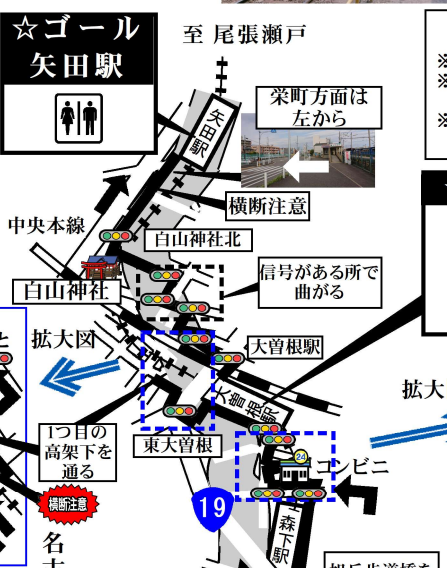 ☆ゴール
矢田駅
至 尾張瀬戸
栄町方面は
左から
矢田駅
横断注意
中央本線
白山神社北
白山神社
信号がある所で
曲がる
拡大図
大曽根駅
大曽根駅
1つ目の
高架下を
通る
東大曽根
拡大
24
コンビニ
横断注意
19
森下駅
名古